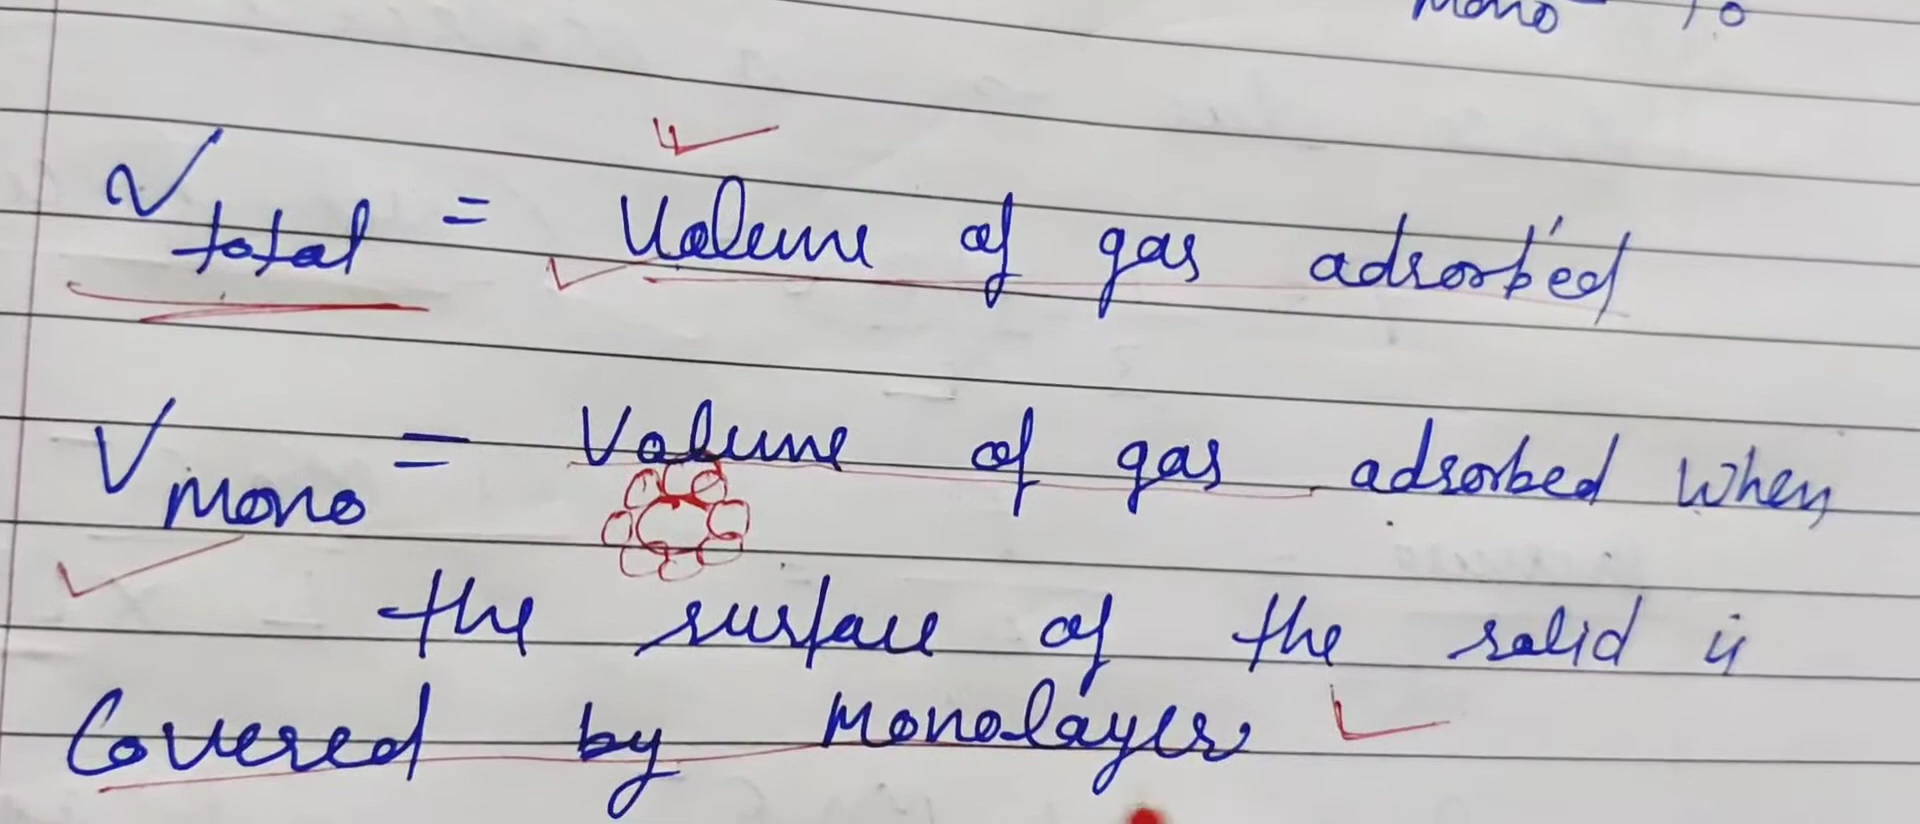 Mono
V total = Volume of gas adsorbed
V Mono = Volume of gas adsorbed when
the surface of the solid is
Covered by Monolayer